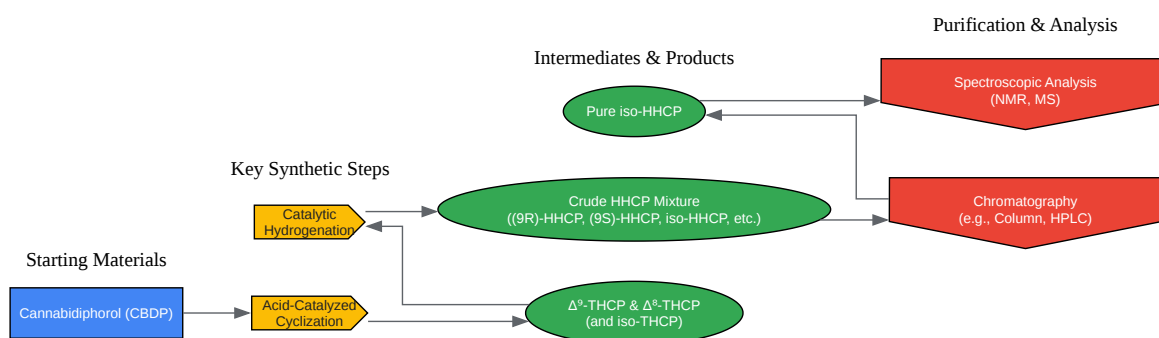 Purification & Analysis
Intermediates & Products
Spectroscopic Analysis
(NMR, MS)
Pure iso-HHCP
Key Synthetic Steps
Crude HHCP Mixture
((9R)-HHCP, (9S)-HHCP, iso-HHCP, etc.)
Chromatography
(e.g., Column, HPLC)
Catalytic
Hydrogenation
Starting Materials
Cannabidiphorol (CBDP)
Acid-Catalyzed
Cyclization
Δ⁹-THCP & Δ⁸-THCP
(and iso-THCP)